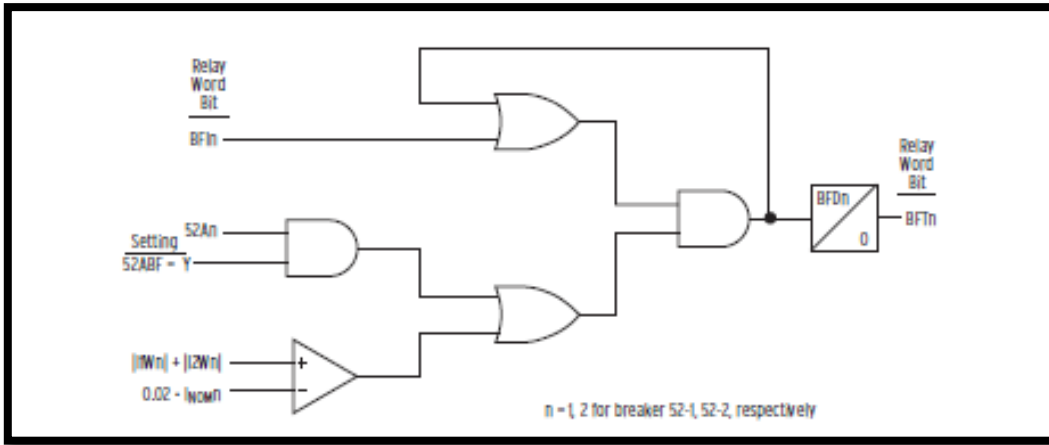 Relay
Word
Bit
BFIn
52An
Setting
52ABF = Y
|I1Wn| + |I2Wn|
+
0.02 - INOMn
-
BFDn
0
Relay
Word
Bit
BFTn
n = 1, 2 for breaker 52-1, 52-2, respectively